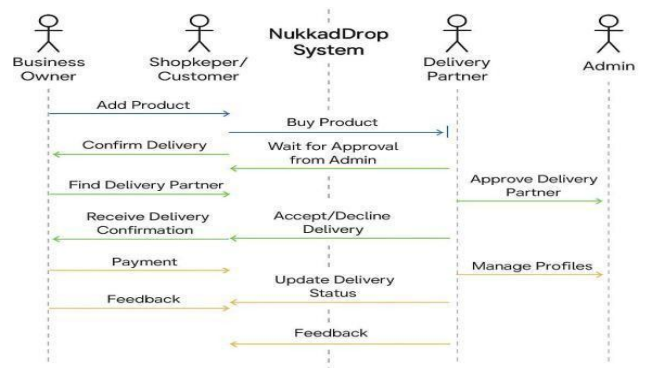 NukkadDrop
System
Business
Owner
Shopkeper/
Customer
Delivery
Partner
Admin
Add Product
Buy Product
Confirm Delivery
Wait for Approval
from Admin
Find Delivery Partner
Approve Delivery
Partner
Receive Delivery
Confirmation
Accept/Decline
Delivery
Payment
Manage Profiles
Update Delivery
Status
Feedback
Feedback